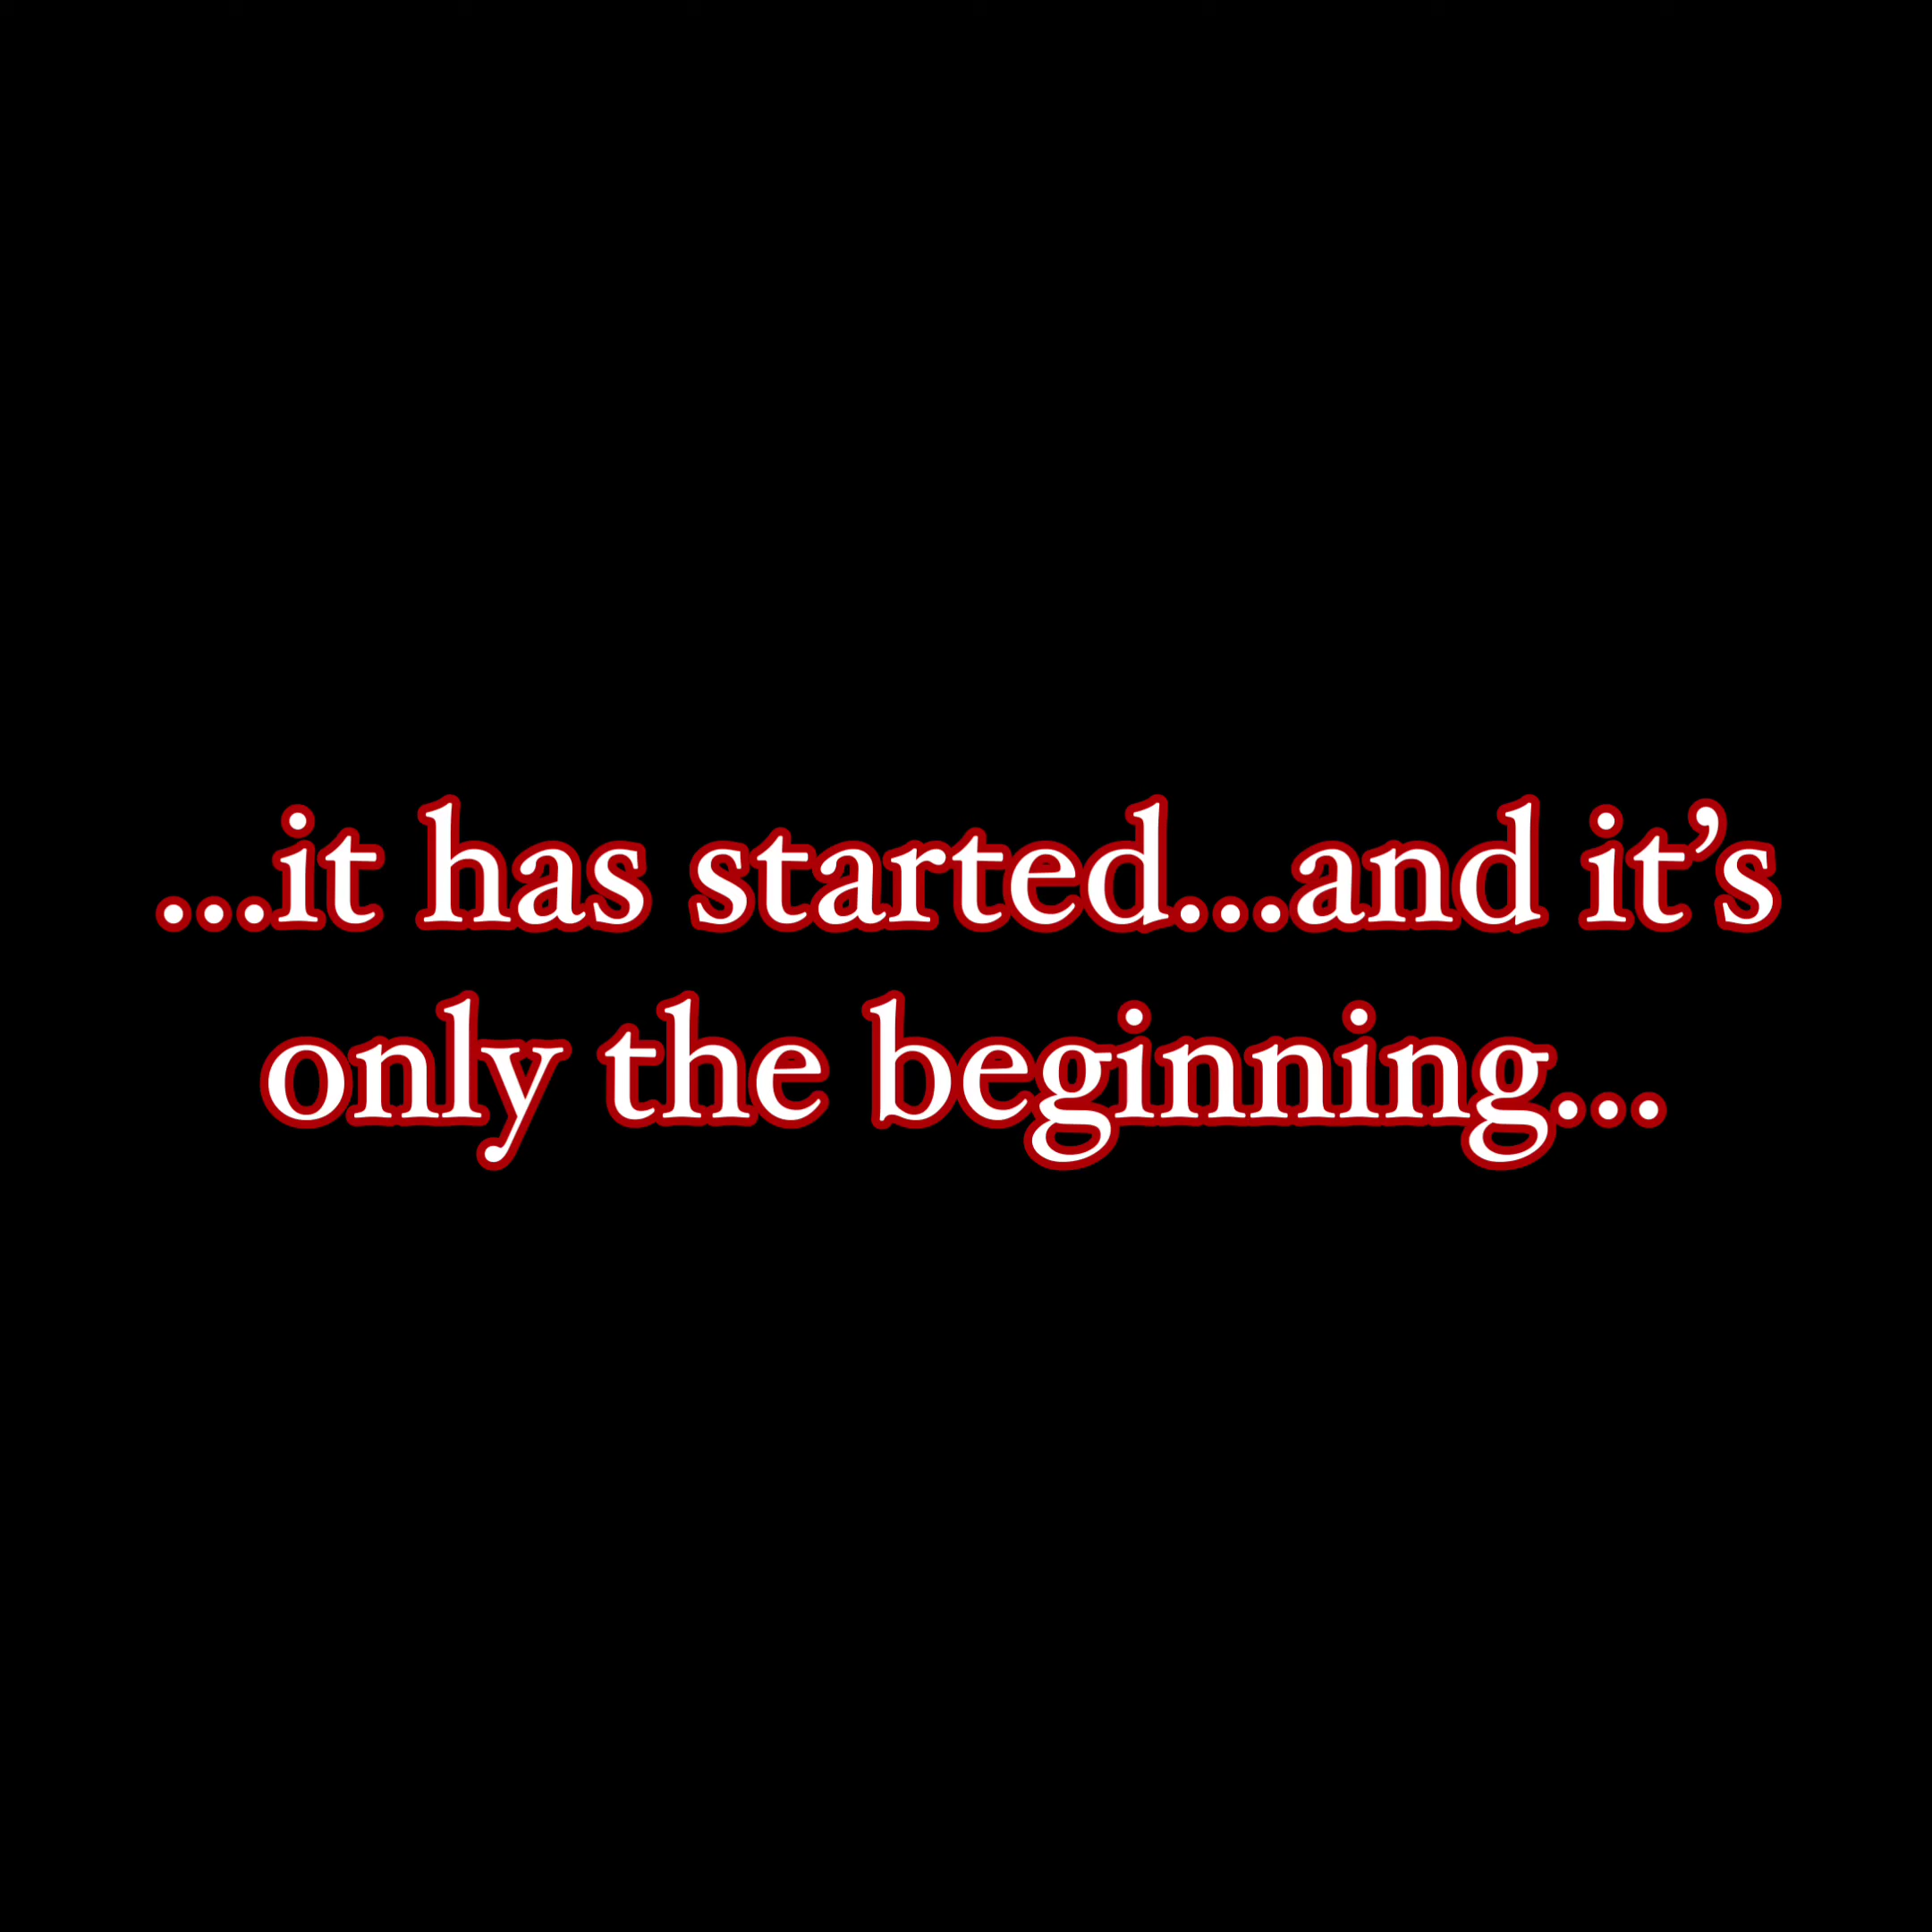 ...it has started...and it’s
only the beginning...